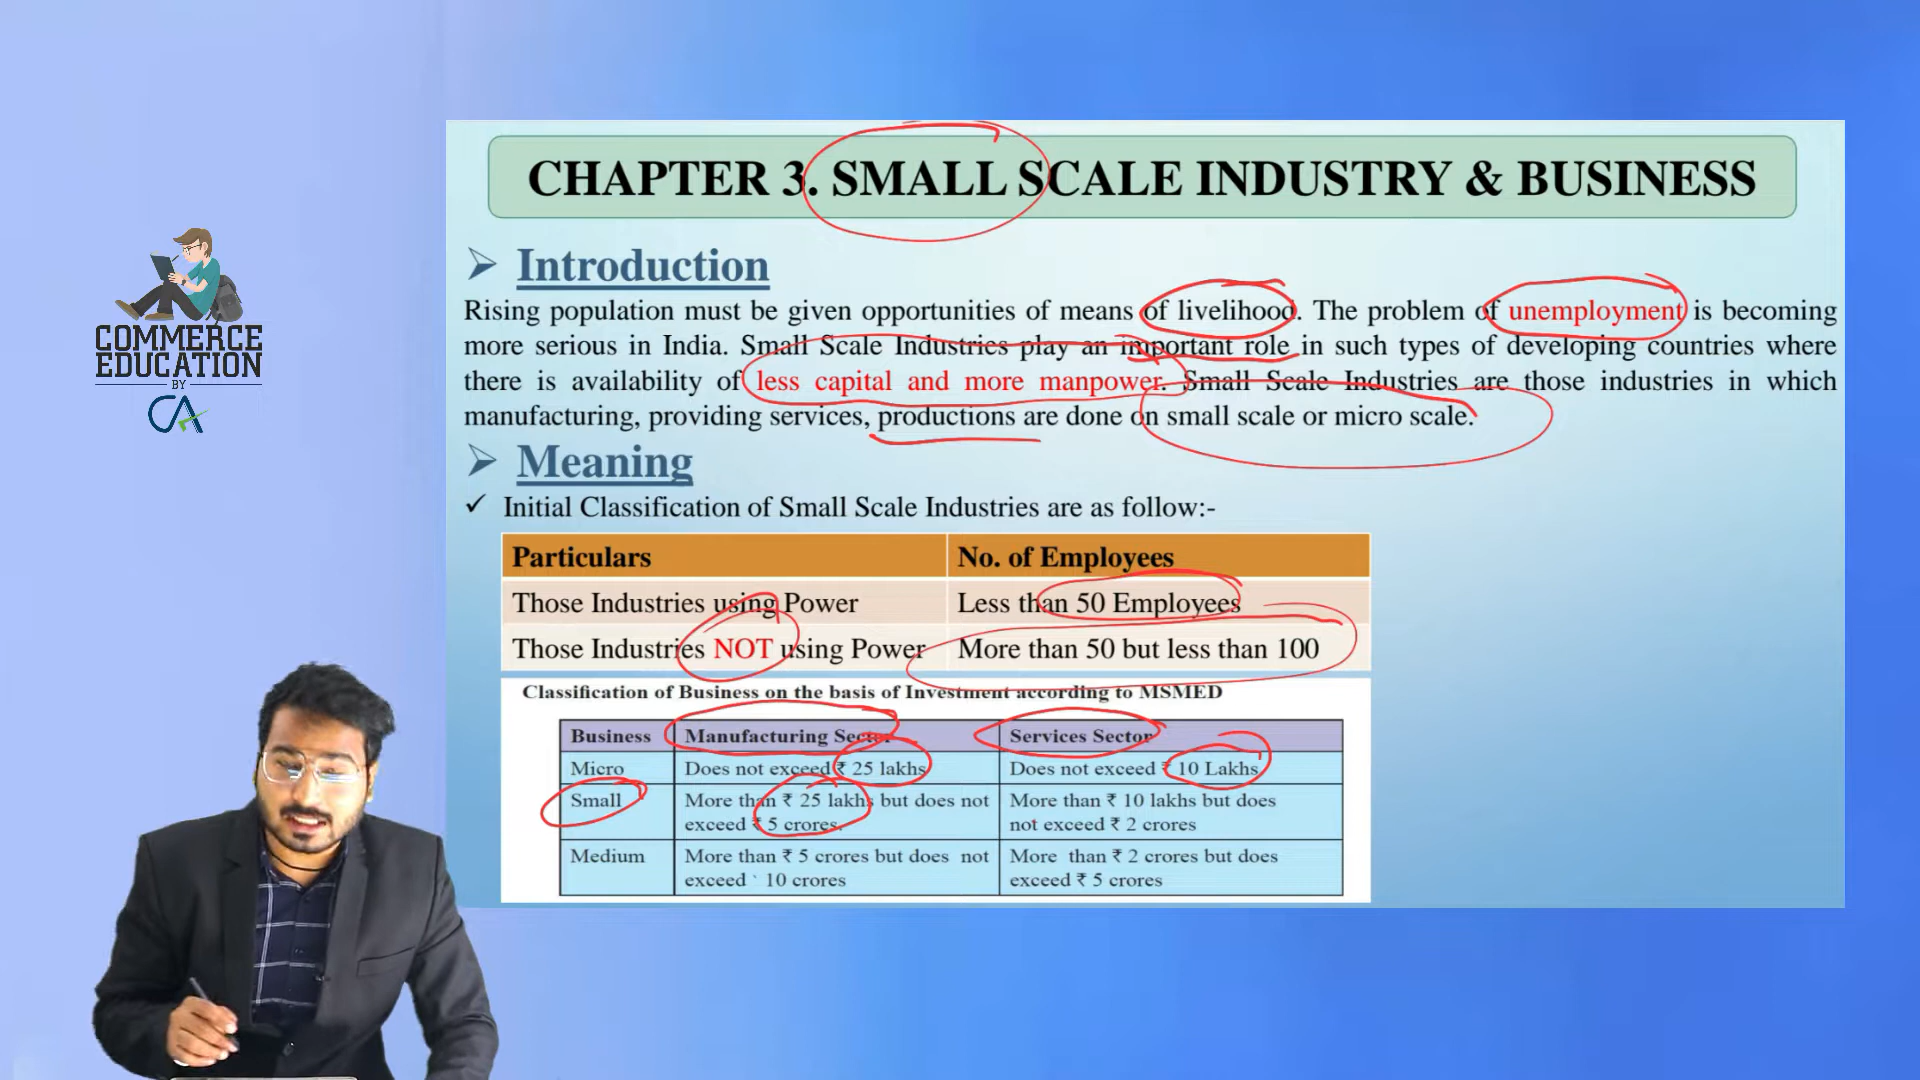 COMMERCE
EDUCATION
BY
CA
CHAPTER 3. SMALL SCALE INDUSTRY & BUSINESS
Introduction
Rising population must be given opportunities of means of livelihood. The problem of unemployment is becoming
more serious in India. Small Scale Industries play an important role in such types of developing countries where
there is availability of less capital and more manpower. Small Scale Industries are those industries in which
manufacturing, providing services, productions are done on small scale or micro scale.
Meaning
✓ Initial Classification of Small Scale Industries are as follow:-
Particulars No. of Employees
Those Industries using Power Less than 50 Employees
Those Industries NOT using Power More than 50 but less than 100
Classification of Business on the basis of Investment according to MSMED
Business Manufacturing Sector Services Sector
Micro Does not exceed ₹ 25 lakhs Does not exceed ₹ 10 Lakhs
Small More than ₹ 25 lakhs but does not More than ₹ 10 lakhs but does
exceed ₹ 5 crores. not exceed ₹ 2 crores
Medium More than ₹ 5 crores but does not More than ₹ 2 crores but does
exceed ` 10 crores exceed ₹ 5 crores